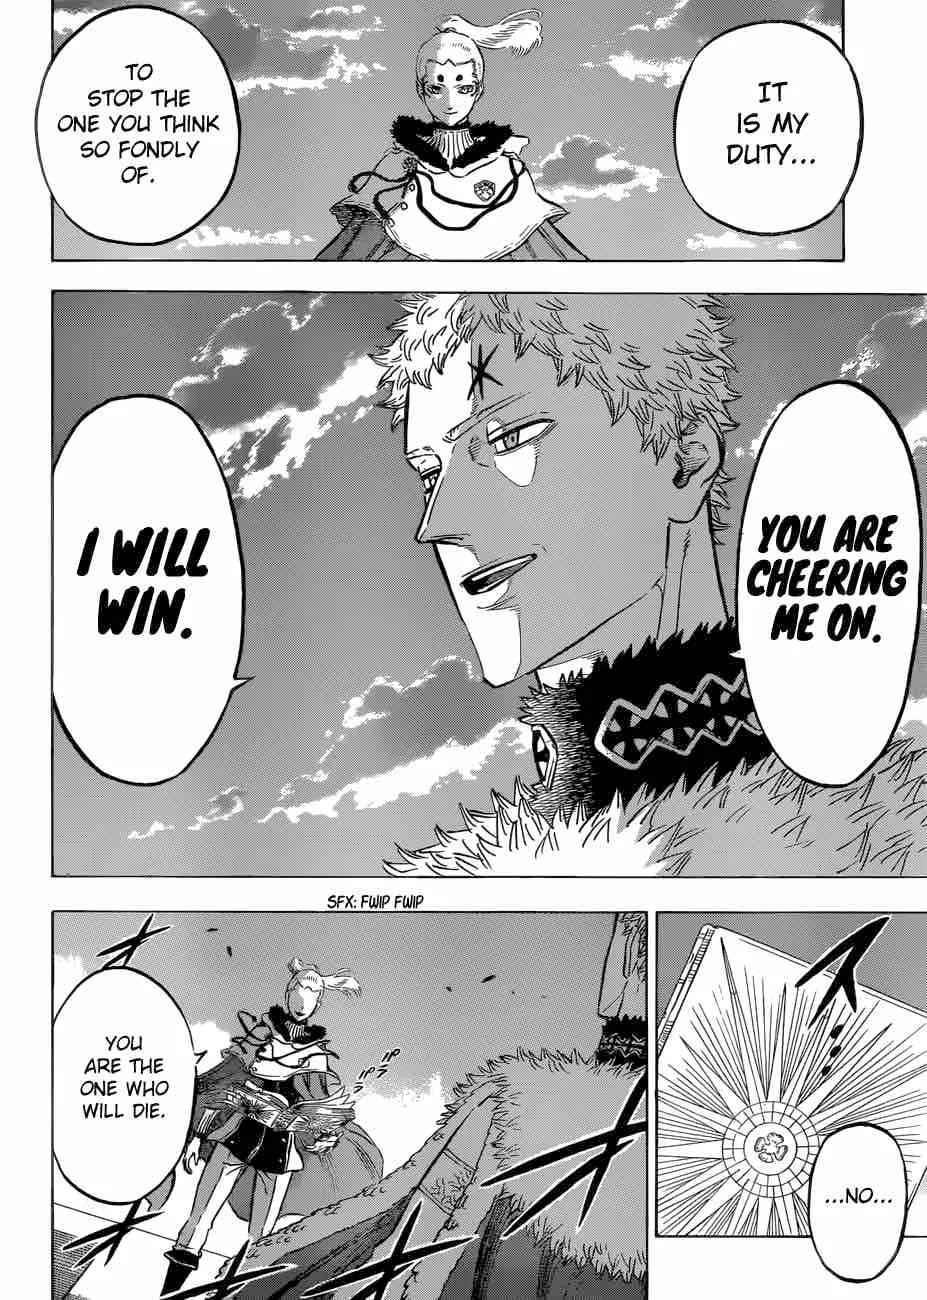 IT
IS MY
DUTY...
TO
STOP THE
ONE YOU THINK
SO FONDLY
OF.
YOU ARE
CHEERING
ME ON.
I WILL
WIN.
...NO...
SFX: FWIP FWIP
YOU
ARE THE
ONE WHO
WILL DIE.